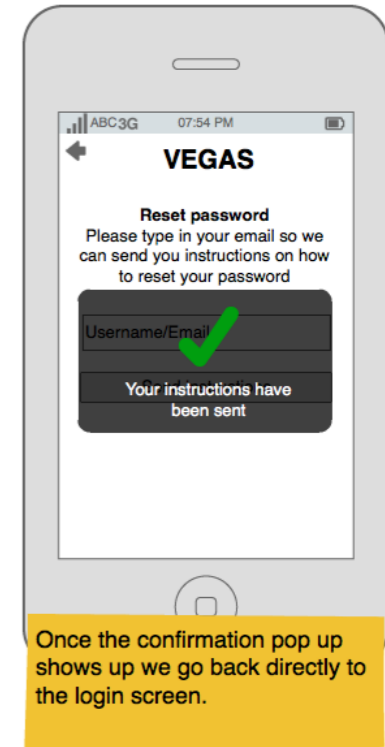 ABC 3G 07:54 PM
VEGAS
Reset password
Please type in your email so we
can send you instructions on how
to reset your password
Username/Email
Your instructions have
been sent
Once the confirmation pop up
shows up we go back directly to
the login screen.